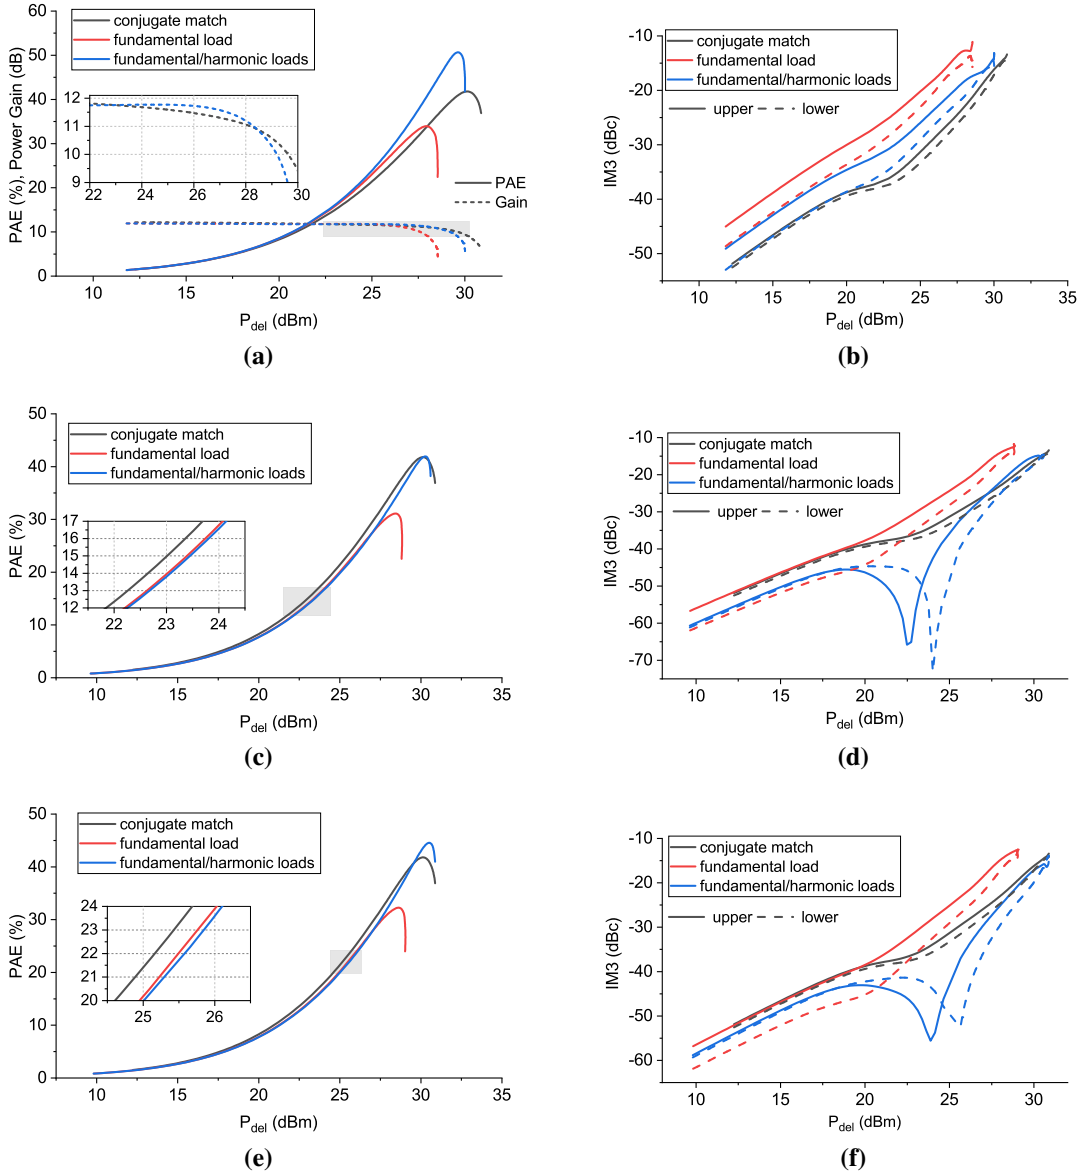 conjugate match
fundamental load
fundamental/harmonic loads
PAE (%), Power Gain (dB)
60
50
40
30
20
10
0
12
11
10
9
22 24 26 28 30
PAE
Gain
10 15 20 25 30
P_del (dBm)
(a)
conjugate match
fundamental load
fundamental/harmonic loads
upper lower
IM3 (dBc)
-10
-20
-30
-40
-50
10 15 20 25 30 35
P_del (dBm)
(b)
conjugate match
fundamental load
fundamental/harmonic loads
PAE (%)
50
40
30
20
10
0
17
16
15
14
13
12
22 23 24
10 15 20 25 30 35
P_del (dBm)
(c)
conjugate match
fundamental load
fundamental/harmonic loads
upper lower
IM3 (dBc)
-10
-20
-30
-40
-50
-60
-70
10 15 20 25 30
P_del (dBm)
(d)
conjugate match
fundamental load
fundamental/harmonic loads
PAE (%)
50
40
30
20
10
0
24
23
22
21
20
25 26
10 15 20 25 30 35
P_del (dBm)
(e)
conjugate match
fundamental load
fundamental/harmonic loads
upper lower
IM3 (dBc)
-10
-20
-30
-40
-50
-60
10 15 20 25 30
P_del (dBm)
(f)